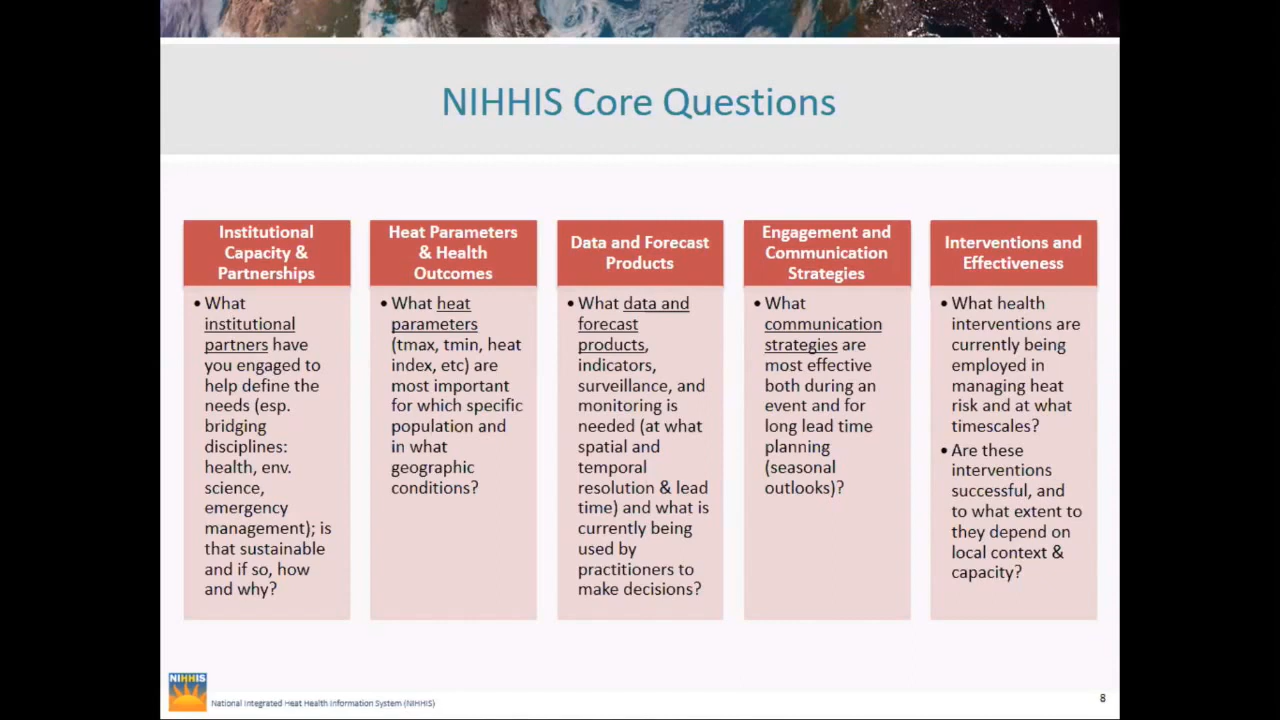 NIHHIS Core Questions
Institutional
Capacity &
Partnerships
• What
institutional
partners have
you engaged to
help define the
needs (esp.
bridging
disciplines:
health, env.
science,
emergency
management); is
that sustainable
and if so, how
and why?
Heat Parameters
& Health
Outcomes
• What heat
parameters
(tmax, tmin, heat
index, etc) are
most important
for which specific
population and
in what
geographic
conditions?
Data and Forecast
Products
• What data and
forecast
products,
indicators,
surveillance, and
monitoring is
needed (at what
spatial and
temporal
resolution & lead
time) and what is
currently being
used by
practitioners to
make decisions?
Engagement and
Communication
Strategies
• What
communication
strategies are
most effective
both during an
event and for
long lead time
planning
(seasonal
outlooks)?
Interventions and
Effectiveness
• What health
interventions are
currently being
employed in
managing heat
risk and at what
timescales?
• Are these
interventions
successful, and
to what extent to
they depend on
local context &
capacity?
NIHHIS
National Integrated Heat Health Information System (NIHHIS)
8